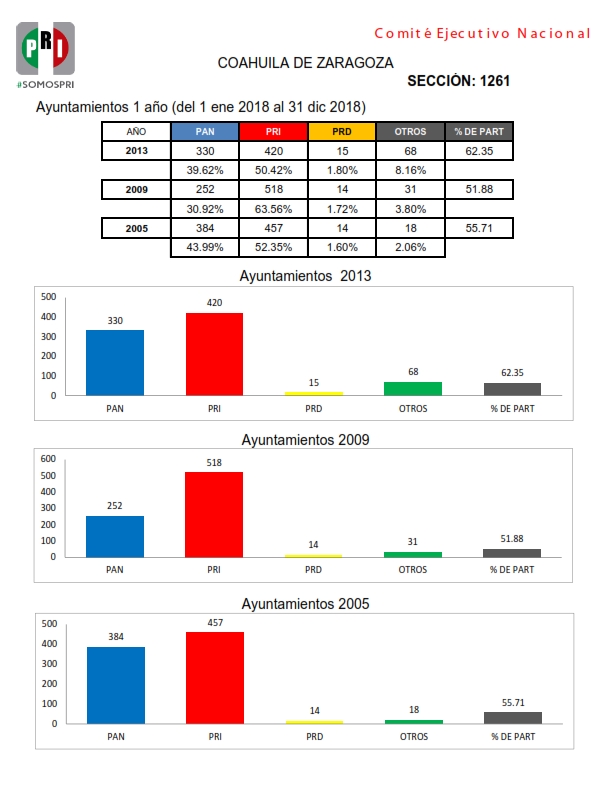 Comité Ejecutivo Nacional
PRI
#SOMOSPRI
COAHUILA DE ZARAGOZA
SECCIÓN: 1261
Ayuntamientos 1 año (del 1 ene 2018 al 31 dic 2018)
AÑO PAN PRI PRD OTROS % DE PART
2013 330 420 15 68 62.35
39.62% 50.42% 1.80% 8.16%
2009 252 518 14 31 51.88
30.92% 63.56% 1.72% 3.80%
2005 384 457 14 18 55.71
43.99% 52.35% 1.60% 2.06%
Ayuntamientos 2013
500
400
300
200
100
0
330 420 15 68 62.35
PAN PRI PRD OTROS % DE PART
Ayuntamientos 2009
600
500
400
300
200
100
0
252 518 14 31 51.88
PAN PRI PRD OTROS % DE PART
Ayuntamientos 2005
500
400
300
200
100
0
384 457 14 18 55.71
PAN PRI PRD OTROS % DE PART